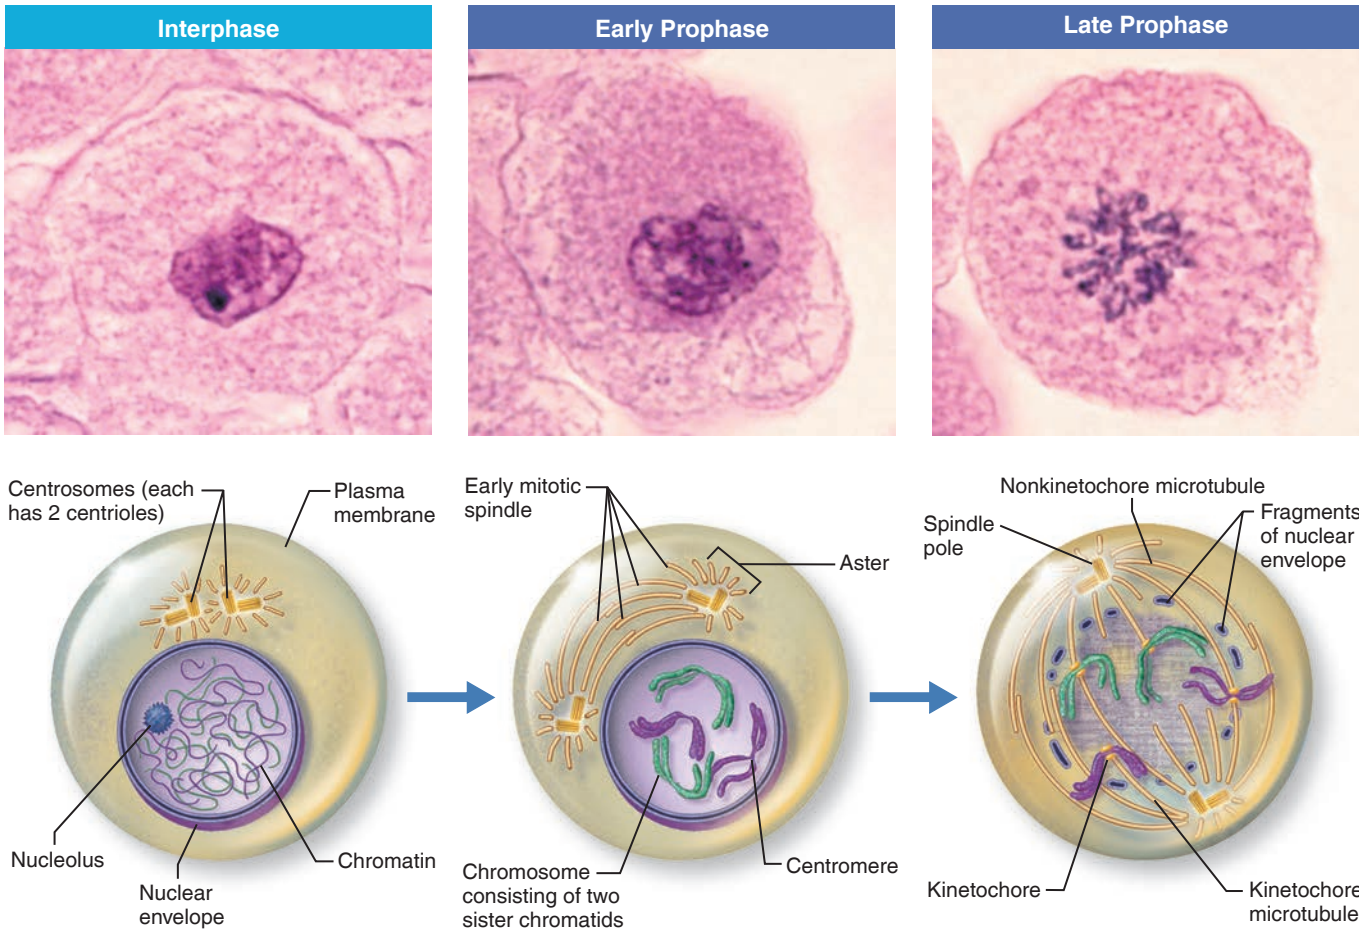 Interphase
Early Prophase
Late Prophase
Centrosomes (each
has 2 centrioles)
Plasma
membrane
Nucleolus
Nuclear
envelope
Chromatin
Early mitotic
spindle
Aster
Chromosome
consisting of two
sister chromatids
Centromere
Nonkinetochore microtubule
Spindle
pole
Fragments
of nuclear
envelope
Kinetochore
Kinetochore
microtubule